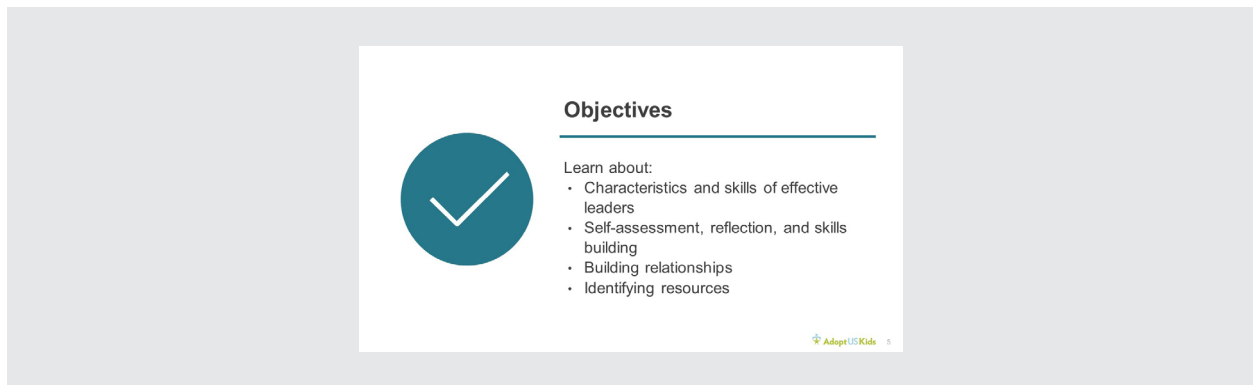 Objectives
Learn about:
• Characteristics and skills of effective
leaders
• Self-assessment, reflection, and skills
building
• Building relationships
• Identifying resources
AdoptUSKids 5